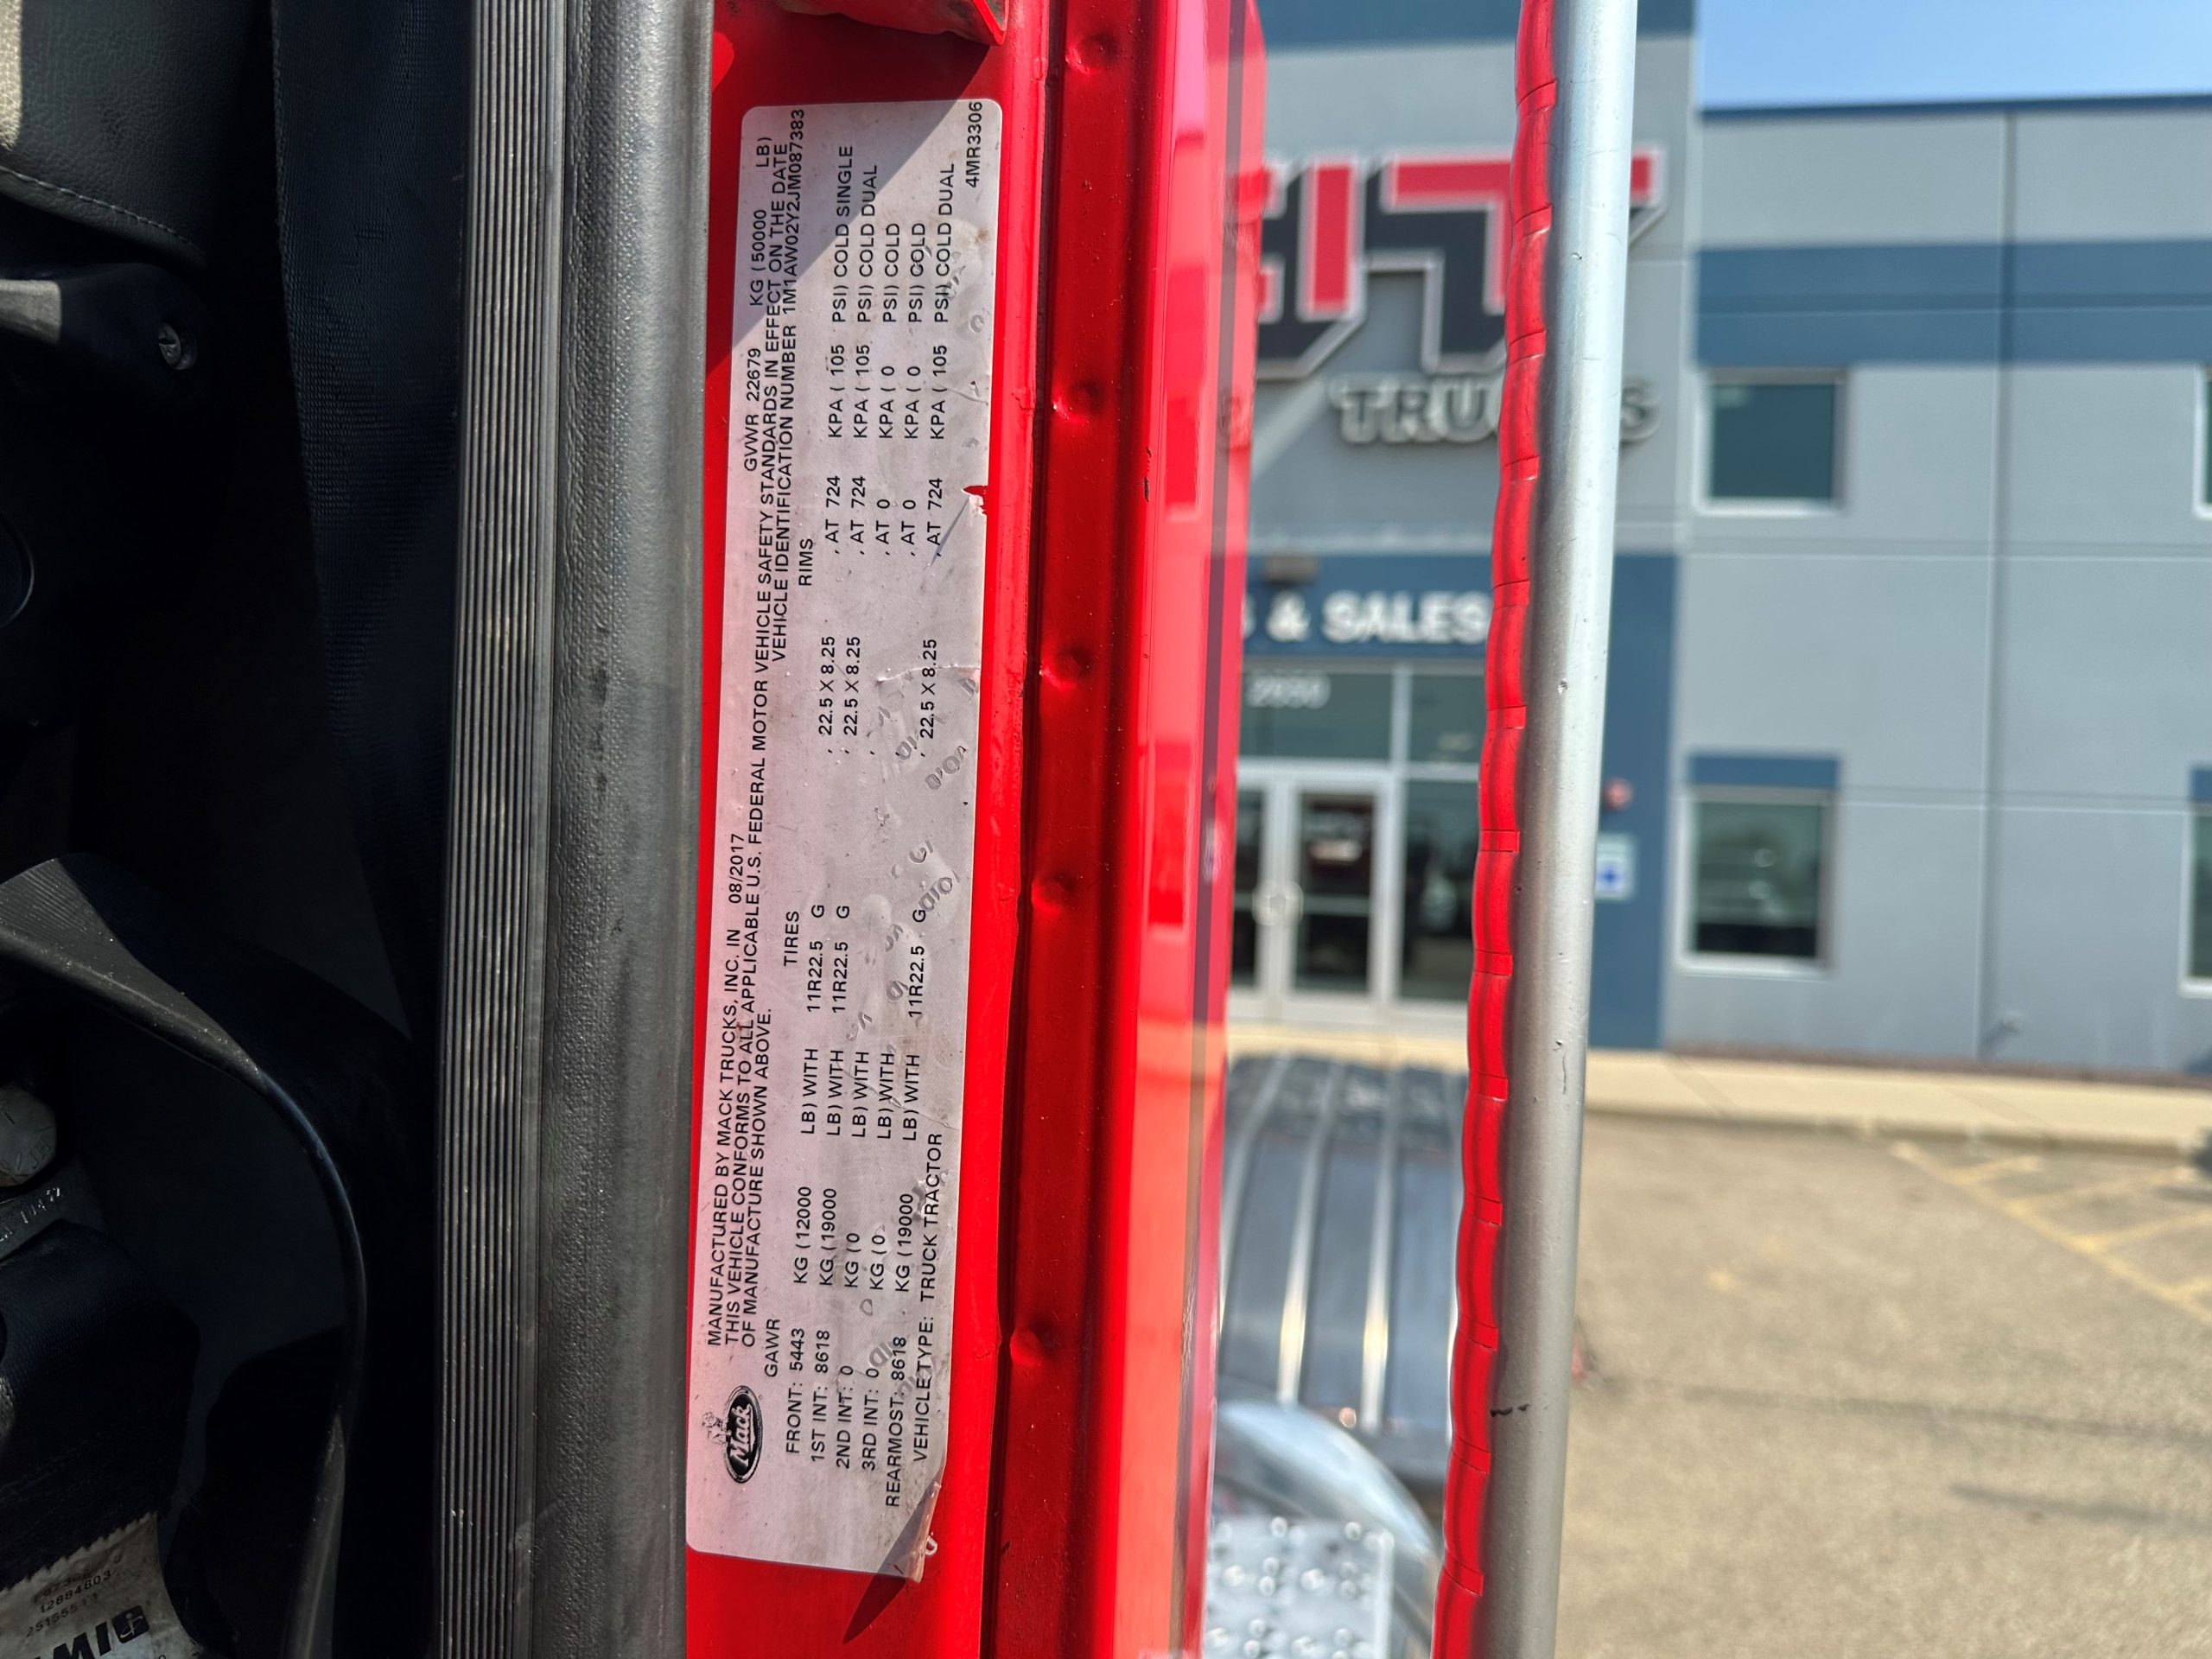 Mack
MANUFACTURED BY MACK TRUCKS, INC. IN 08/2017 GVWR 22679 KG (50000 LB)
THIS VEHICLE CONFORMS TO ALL APPLICABLE U.S. FEDERAL MOTOR VEHICLE SAFETY STANDARDS IN EFFECT ON THE DATE
OF MANUFACTURE SHOWN ABOVE. VEHICLE IDENTIFICATION NUMBER 1M1AW02Y2JM087383
GAWR TIRES RIMS
FRONT: 5443 KG (12000 LB) WITH 11R22.5 G , 22.5 X 8.25 , AT 724 KPA ( 105 PSI) COLD SINGLE
1ST INT: 8618 KG (19000 LB) WITH 11R22.5 G , 22.5 X 8.25 , AT 724 KPA ( 105 PSI) COLD DUAL
2ND INT: 0 KG (0 LB) WITH , , AT 0 KPA ( 0 PSI) COLD
3RD INT: 0 KG (0 LB) WITH , AT 0 KPA ( 0 PSI) COLD
REARMOST: 8618 KG (19000 LB) WITH 11R22.5 G , 22.5 X 8.25 , AT 724 KPA ( 105 PSI) COLD DUAL
VEHICLE TYPE: TRUCK TRACTOR 4MR3306
& SALES
2650
12884803